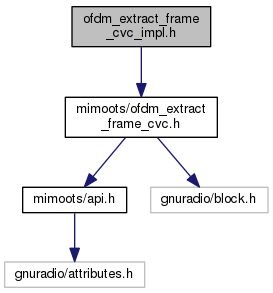 ofdm_extract_frame
_cvc_impl.h
mimoots/ofdm_extract
_frame_cvc.h
mimoots/api.h
gnuradio/block.h
gnuradio/attributes.h